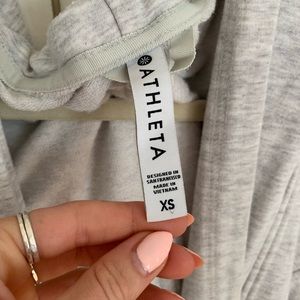 ATHLETA
DESIGNED IN
SAN FRANCISCO
MADE IN
VIETNAM
XS